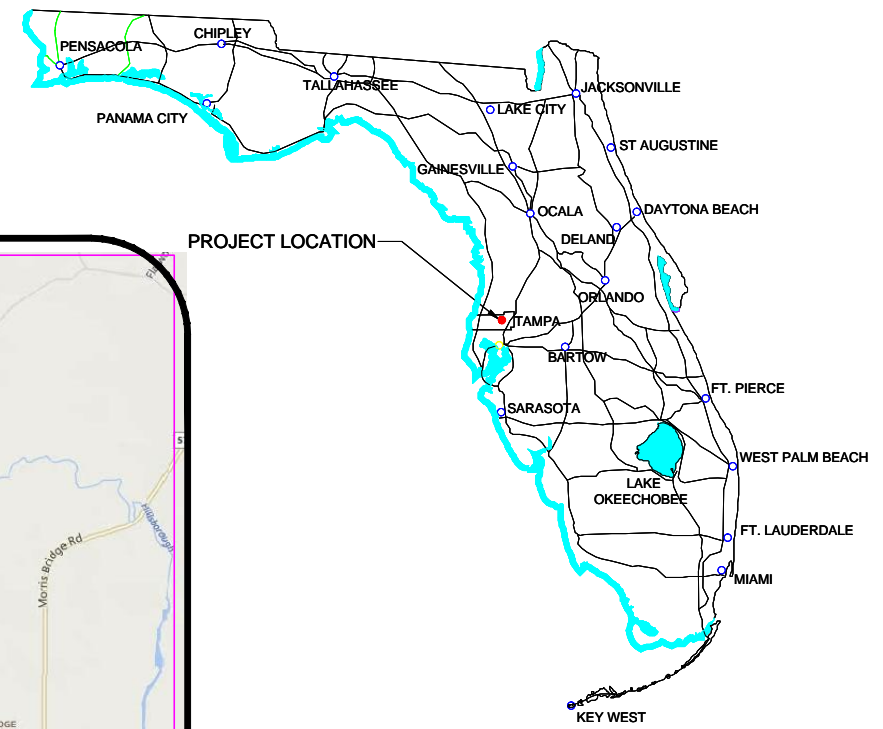 PENSACOLA
CHIPLEY
TALLAHASSEE
PANAMA CITY
JACKSONVILLE
LAKE CITY
ST AUGUSTINE
GAINESVILLE
OCALA
DAYTONA BEACH
DELAND
PROJECT LOCATION
ORLANDO
TAMPA
BARTOW
FT. PIERCE
SARASOTA
WEST PALM BEACH
LAKE
OKEECHOBEE
FT. LAUDERDALE
MIAMI
KEY WEST
Hillsborough
Morris Bridge Rd